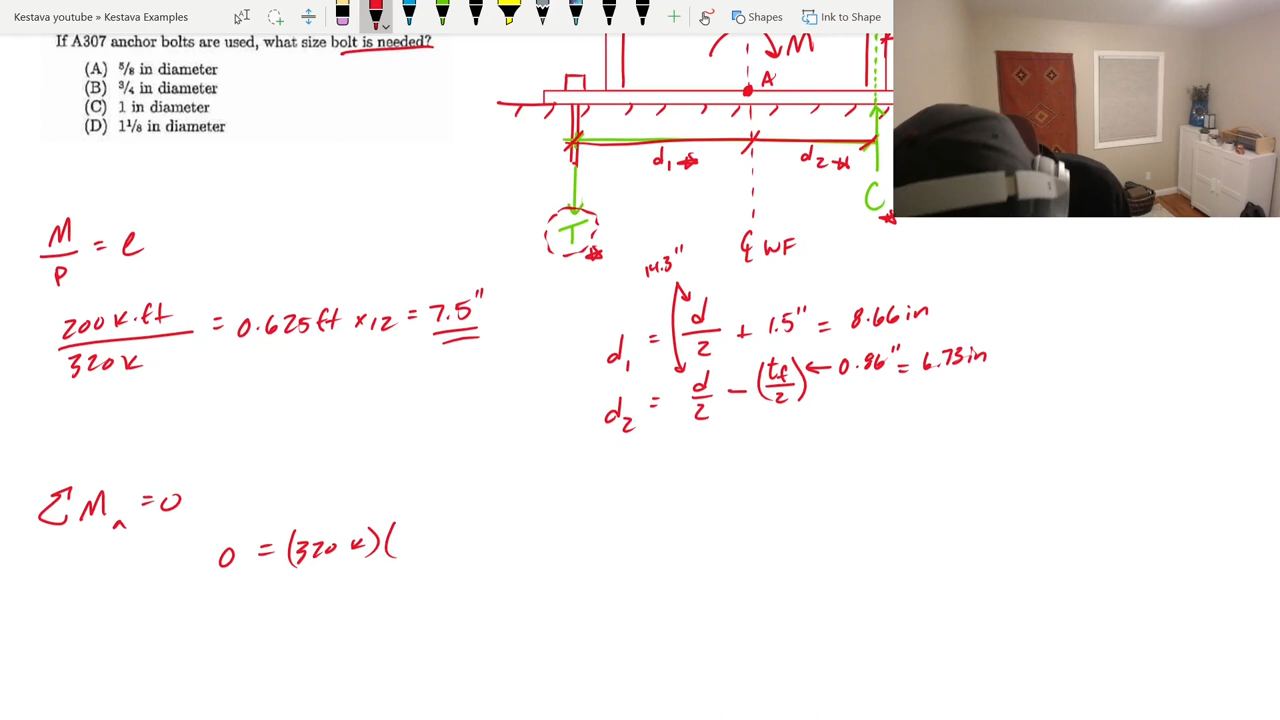 Kestava youtube » Kestava Examples
Shapes
Ink to Shape
If A307 anchor bolts are used, what size bolt is needed?
(A) 5/8 in diameter
(B) 3/4 in diameter
(C) 1 in diameter
(D) 1 1/8 in diameter
M
A
d₁
d₂
T
C
℄ WF
M/P = e
200 k·ft / 320 k = 0.625 ft × 12 = 7.5"
14.3"
d₁ = d/2 + 1.5" = 8.66 in
d₂ = d/2 - (tf/2) ← 0.86" = 6.73 in
ΣM_A = 0
0 = (320 k)(